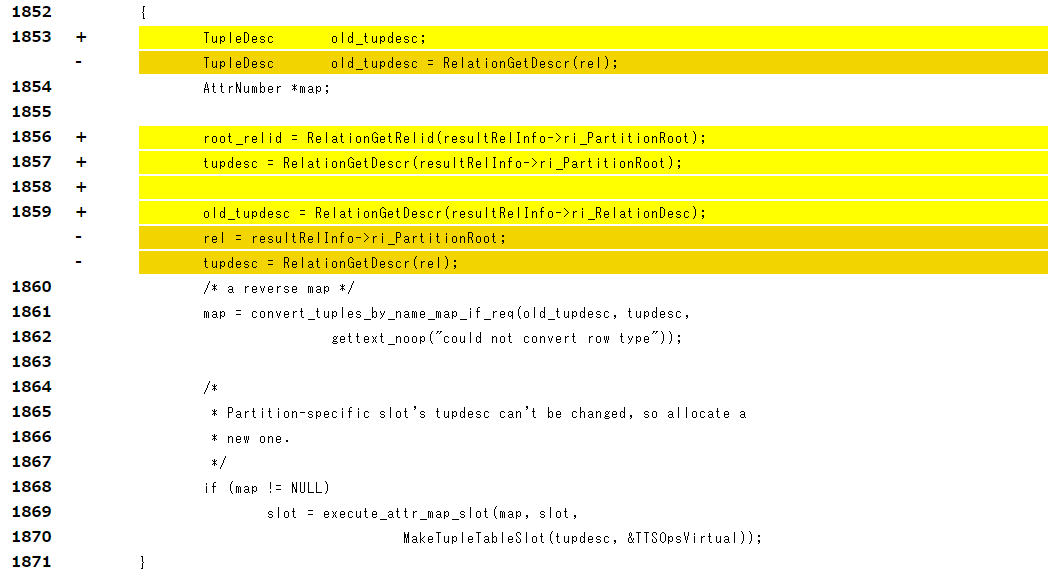 1852 {
1853 + TupleDesc old_tupdesc;
- TupleDesc old_tupdesc = RelationGetDescr(rel);
1854 AttrNumber *map;
1855
1856 + root_relid = RelationGetRelid(resultRelInfo->ri_PartitionRoot);
1857 + tupdesc = RelationGetDescr(resultRelInfo->ri_PartitionRoot);
1858 +
1859 + old_tupdesc = RelationGetDescr(resultRelInfo->ri_RelationDesc);
- rel = resultRelInfo->ri_PartitionRoot;
- tupdesc = RelationGetDescr(rel);
1860 /* a reverse map */
1861 map = convert_tuples_by_name_map_if_req(old_tupdesc, tupdesc,
1862 gettext_noop("could not convert row type"));
1863
1864 /*
1865 * Partition-specific slot's tupdesc can't be changed, so allocate a
1866 * new one.
1867 */
1868 if (map != NULL)
1869 slot = execute_attr_map_slot(map, slot,
1870 MakeTupleTableSlot(tupdesc, &TTSOpsVirtual));
1871 }